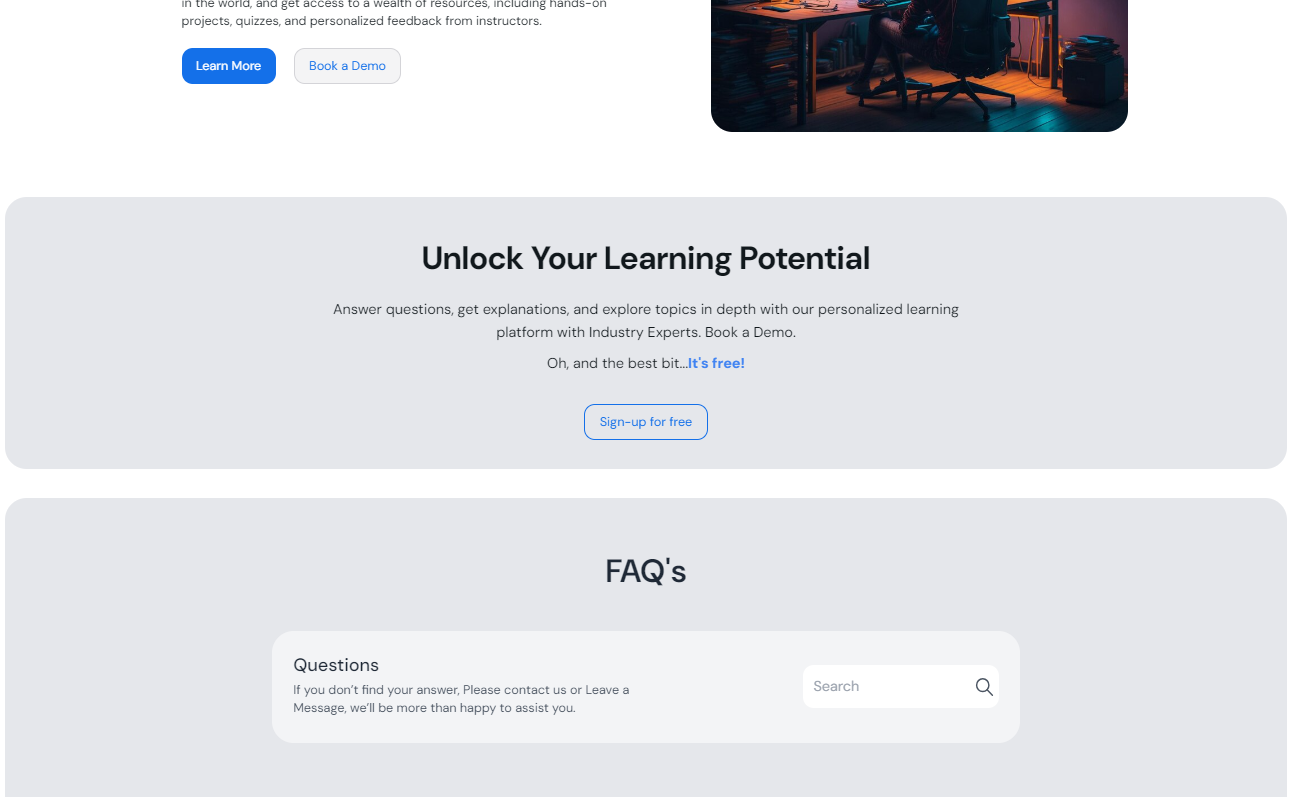 in the world, and get access to a wealth of resources, including hands-on
projects, quizzes, and personalized feedback from instructors.
Learn More
Book a Demo
Unlock Your Learning Potential
Answer questions, get explanations, and explore topics in depth with our personalized learning
platform with Industry Experts. Book a Demo.
Oh, and the best bit...It's free!
Sign-up for free
FAQ's
Questions
If you don’t find your answer, Please contact us or Leave a
Message, we’ll be more than happy to assist you.
Search